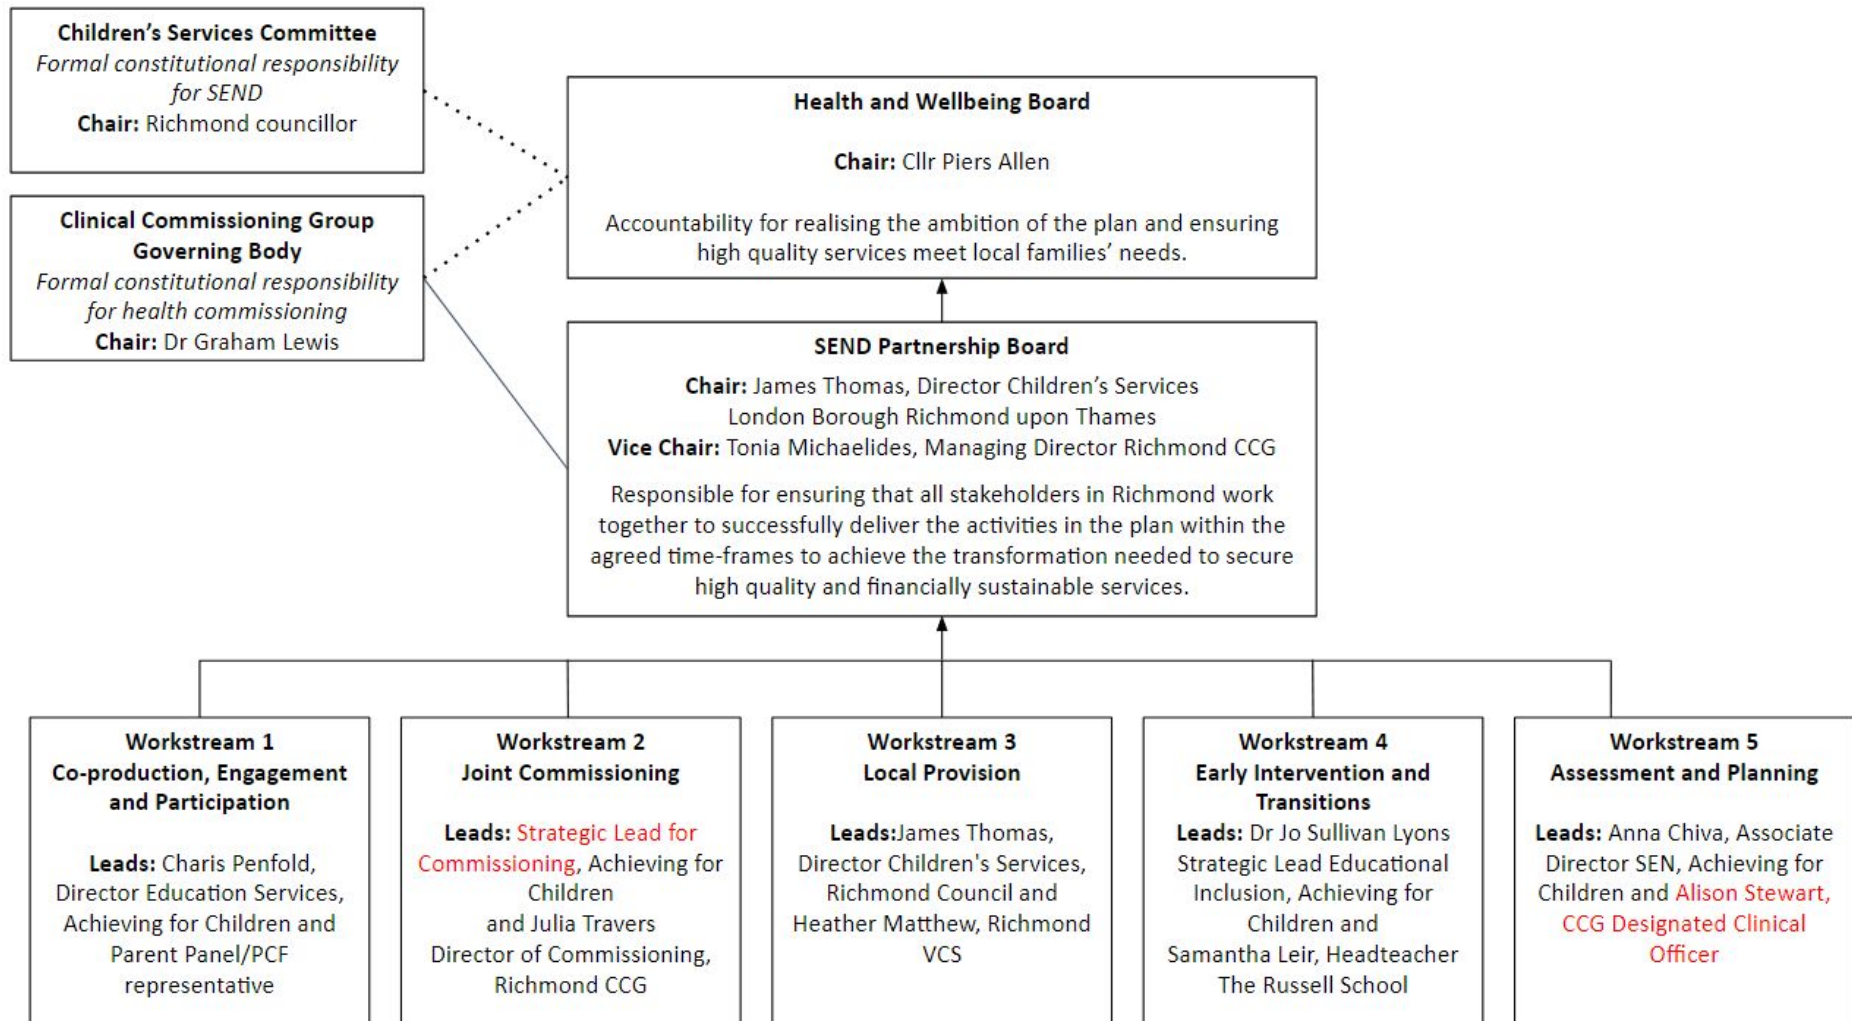 Children’s Services Committee
Formal constitutional responsibility
for SEND
Chair: Richmond councillor
Clinical Commissioning Group
Governing Body
Formal constitutional responsibility
for health commissioning
Chair: Dr Graham Lewis
Health and Wellbeing Board
Chair: Cllr Piers Allen
Accountability for realising the ambition of the plan and ensuring
high quality services meet local families’ needs.
SEND Partnership Board
Chair: James Thomas, Director Children’s Services
London Borough Richmond upon Thames
Vice Chair: Tonia Michaelides, Managing Director Richmond CCG
Responsible for ensuring that all stakeholders in Richmond work
together to successfully deliver the activities in the plan within the
agreed time-frames to achieve the transformation needed to secure
high quality and financially sustainable services.
Workstream 1
Co-production, Engagement
and Participation
Leads: Charis Penfold,
Director Education Services,
Achieving for Children and
Parent Panel/PCF
representative
Workstream 2
Joint Commissioning
Leads: Strategic Lead for
Commissioning, Achieving for
Children
and Julia Travers
Director of Commissioning,
Richmond CCG
Workstream 3
Local Provision
Leads:James Thomas,
Director Children's Services,
Richmond Council and
Heather Matthew, Richmond
VCS
Workstream 4
Early Intervention and
Transitions
Leads: Dr Jo Sullivan Lyons
Strategic Lead Educational
Inclusion, Achieving for
Children and
Samantha Leir, Headteacher
The Russell School
Workstream 5
Assessment and Planning
Leads: Anna Chiva, Associate
Director SEN, Achieving for
Children and Alison Stewart,
CCG Designated Clinical
Officer